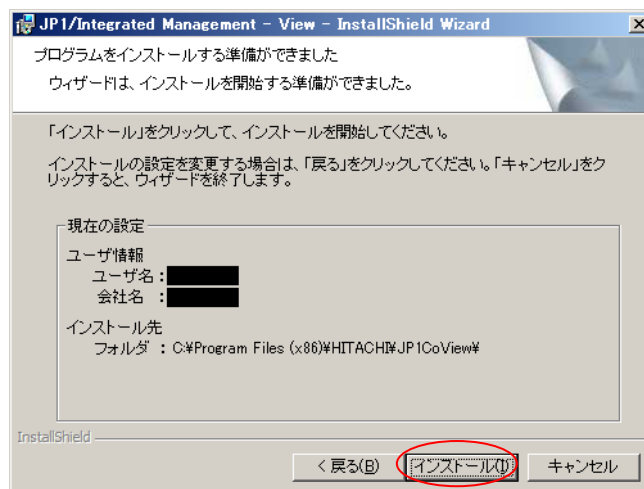 JP1/Integrated Management - View - InstallShield Wizard
プログラムをインストールする準備ができました
ウィザードは、インストールを開始する準備ができました。
「インストール」をクリックして、インストールを開始してください。
インストールの設定を変更する場合は、「戻る」をクリックしてください。「キャンセル」をク
リックすると、ウィザードを終了します。
現在の設定
ユーザ情報
ユーザ名：
会社名 ：
インストール先
フォルダ ： C:¥Program Files (x86)¥HITACHI¥JP1CoView¥
InstallShield
< 戻る(B)
インストール(I)
キャンセル